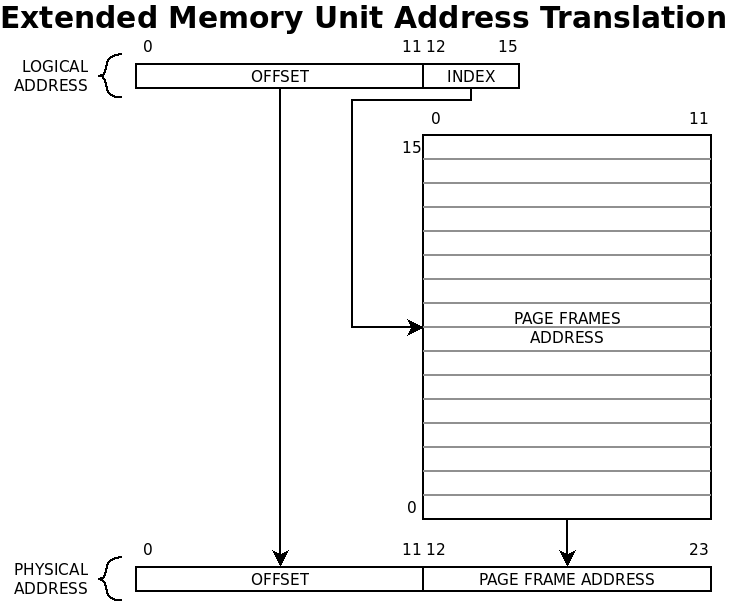 Extended Memory Unit Address Translation
0 11 12 15
LOGICAL
ADDRESS
OFFSET INDEX
0 11
15
PAGE FRAMES
ADDRESS
0
0 11 12 23
PHYSICAL
ADDRESS
OFFSET PAGE FRAME ADDRESS